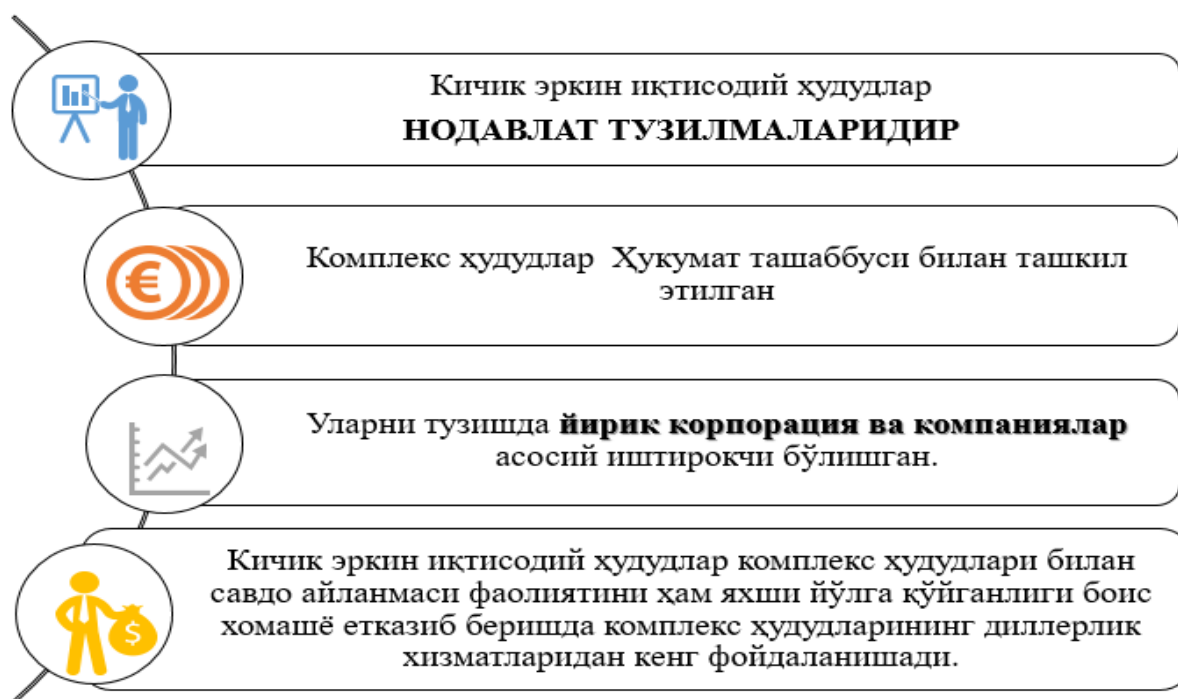 Кичик эркин иқтисодий ҳудудлар
НОДАВЛАТ ТУЗИЛМАЛАРИДИР
Комплекс ҳудудлар Ҳукумат ташаббуси билан ташкил
этилган
Уларни тузишда йирик корпорация ва компаниялар
асосий иштирокчи бўлишган.
Кичик эркин иқтисодий ҳудудлар комплекс ҳудудлари билан
савдо айланмаси фаолиятини ҳам яхши йўлга қўйганлиги боис
хомашё етказиб беришда комплекс ҳудудларининг диллерлик
хизматларидан кенг фойдаланишади.